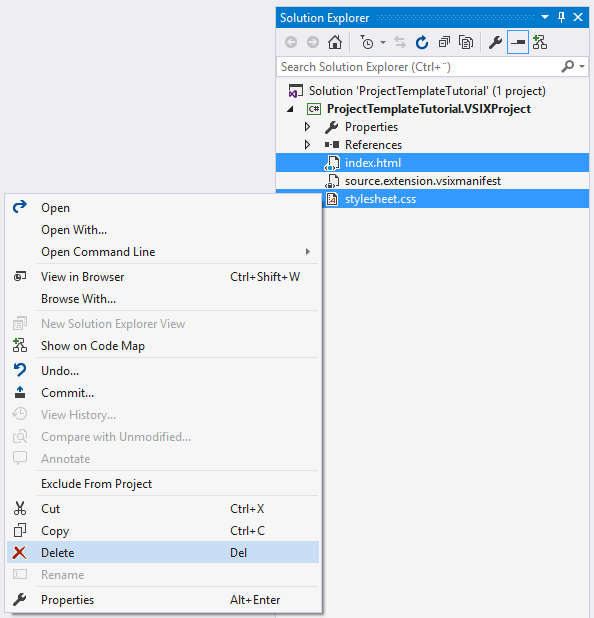 Solution Explorer
Search Solution Explorer (Ctrl+¨)
Solution 'ProjectTemplateTutorial' (1 project)
C# ProjectTemplateTutorial.VSIXProject
Properties
References
index.html
source.extension.vsixmanifest
stylesheet.css
Open
Open With...
Open Command Line
View in Browser Ctrl+Shift+W
Browse With...
New Solution Explorer View
Show on Code Map
Undo...
Commit...
View History...
Compare with Unmodified...
Annotate
Exclude From Project
Cut Ctrl+X
Copy Ctrl+C
Delete Del
Rename
Properties Alt+Enter